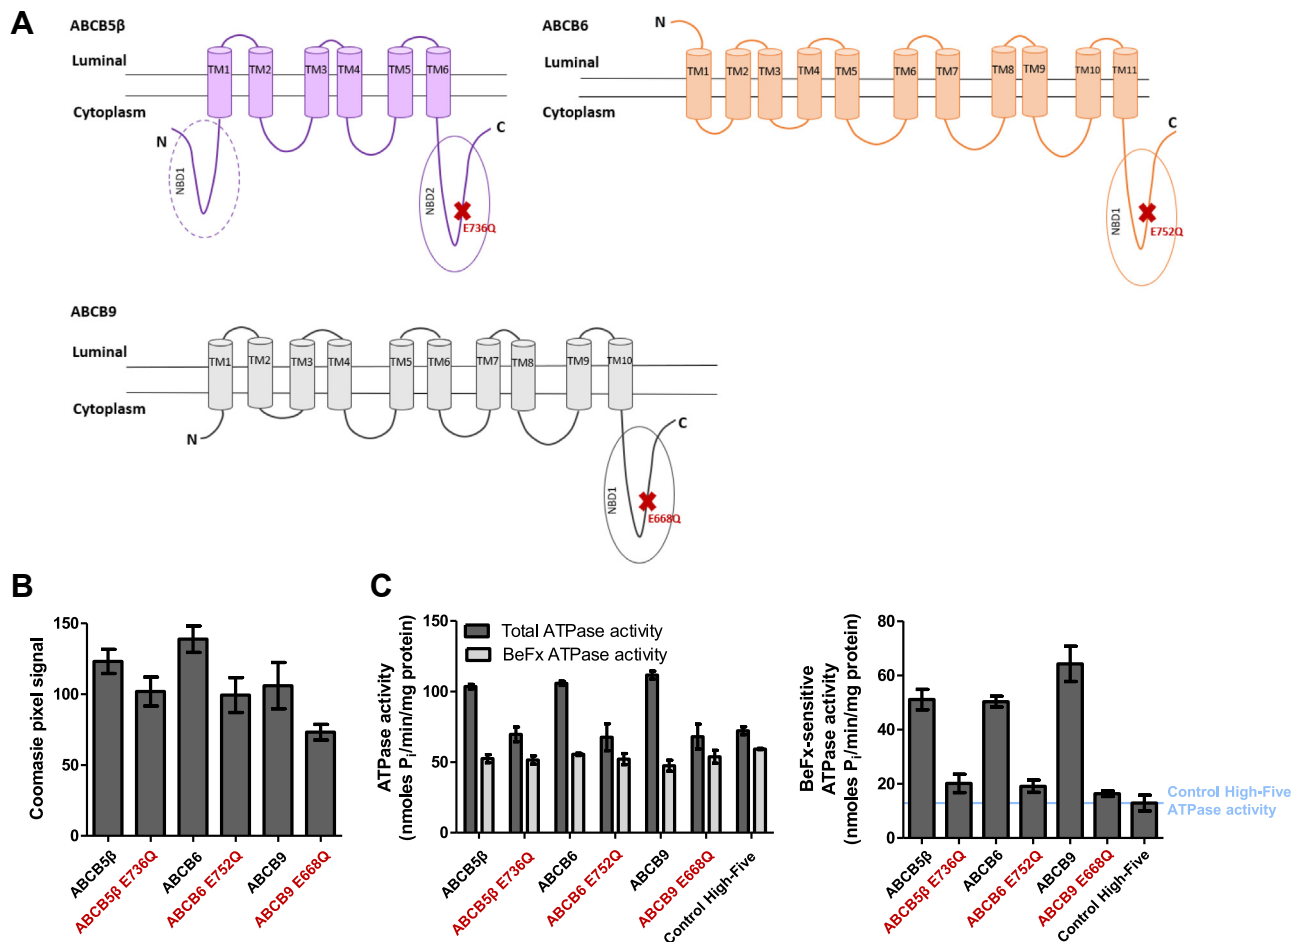 A
ABCB5β
Luminal
Cytoplasm
TM1 TM2 TM3 TM4 TM5 TM6
N
C
NBD1
NBD2
E736Q
ABCB6
N
Luminal
Cytoplasm
TM1 TM2 TM3 TM4 TM5 TM6 TM7 TM8 TM9 TM10 TM11
C
NBD1
E752Q
ABCB9
Luminal
Cytoplasm
TM1 TM2 TM3 TM4 TM5 TM6 TM7 TM8 TM9 TM10
N
C
NBD1
E668Q
B
Coomasie pixel signal
150
100
50
0
ABCB5β
ABCB5β E736Q
ABCB6
ABCB6 E752Q
ABCB9
ABCB9 E668Q
C
ATPase activity
(nmoles Pi/min/mg protein)
150
100
50
0
Total ATPase activity
BeFx ATPase activity
ABCB5β
ABCB5β E736Q
ABCB6
ABCB6 E752Q
ABCB9
ABCB9 E668Q
Control High-Five
BeFx-sensitive
ATPase activity
(nmoles Pi/min/mg protein)
80
60
40
20
0
Control High-Five
ATPase activity
ABCB5β
ABCB5β E736Q
ABCB6
ABCB6 E752Q
ABCB9
ABCB9 E668Q
Control High-Five